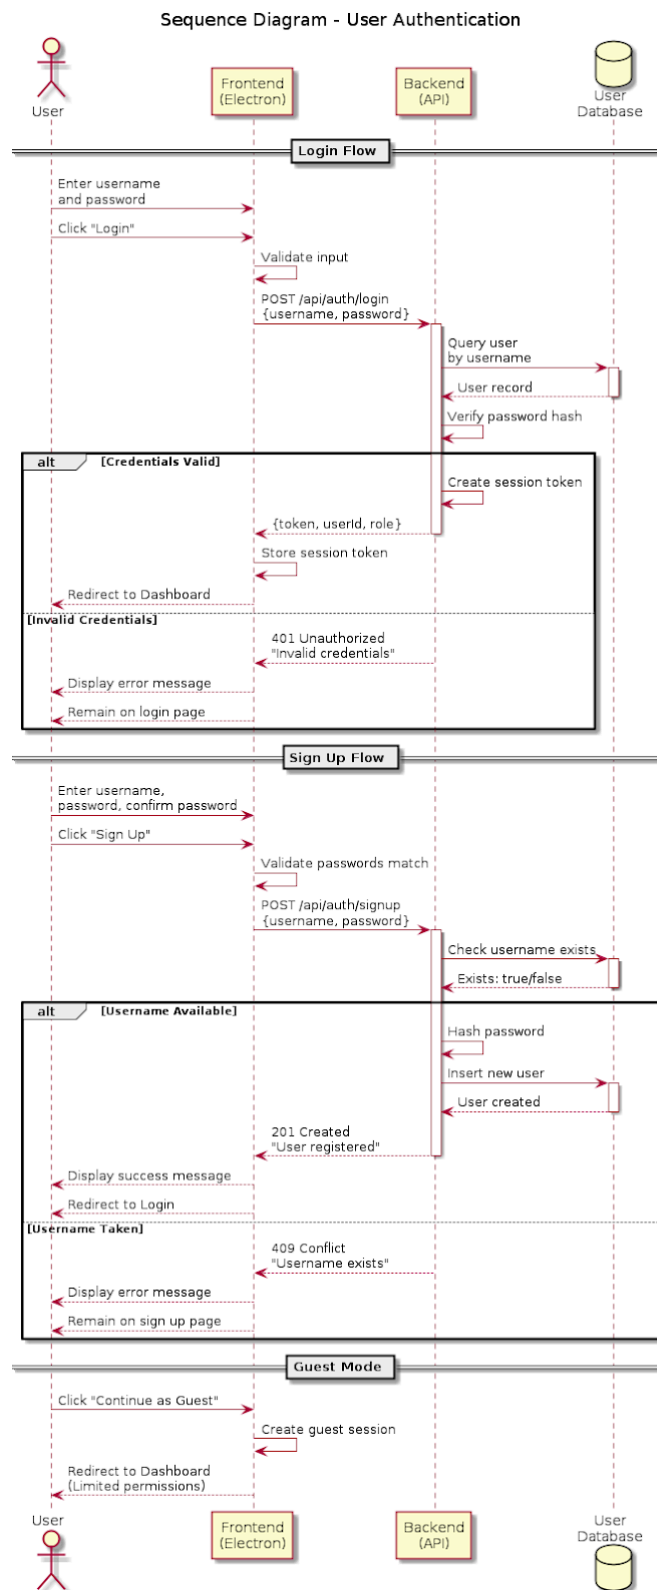 Sequence Diagram - User Authentication
User
Frontend
(Electron)
Backend
(API)
User
Database
Login Flow
Enter username
and password
Click "Login"
Validate input
POST /api/auth/login
{username, password}
Query user
by username
User record
Verify password hash
alt
[Credentials Valid]
Create session token
{token, userId, role}
Store session token
Redirect to Dashboard
[Invalid Credentials]
401 Unauthorized
"Invalid credentials"
Display error message
Remain on login page
Sign Up Flow
Enter username,
password, confirm password
Click "Sign Up"
Validate passwords match
POST /api/auth/signup
{username, password}
Check username exists
Exists: true/false
alt
[Username Available]
Hash password
Insert new user
User created
201 Created
"User registered"
Display success message
Redirect to Login
[Username Taken]
409 Conflict
"Username exists"
Display error message
Remain on sign up page
Guest Mode
Click "Continue as Guest"
Create guest session
Redirect to Dashboard
(Limited permissions)
User
Frontend
(Electron)
Backend
(API)
User
Database